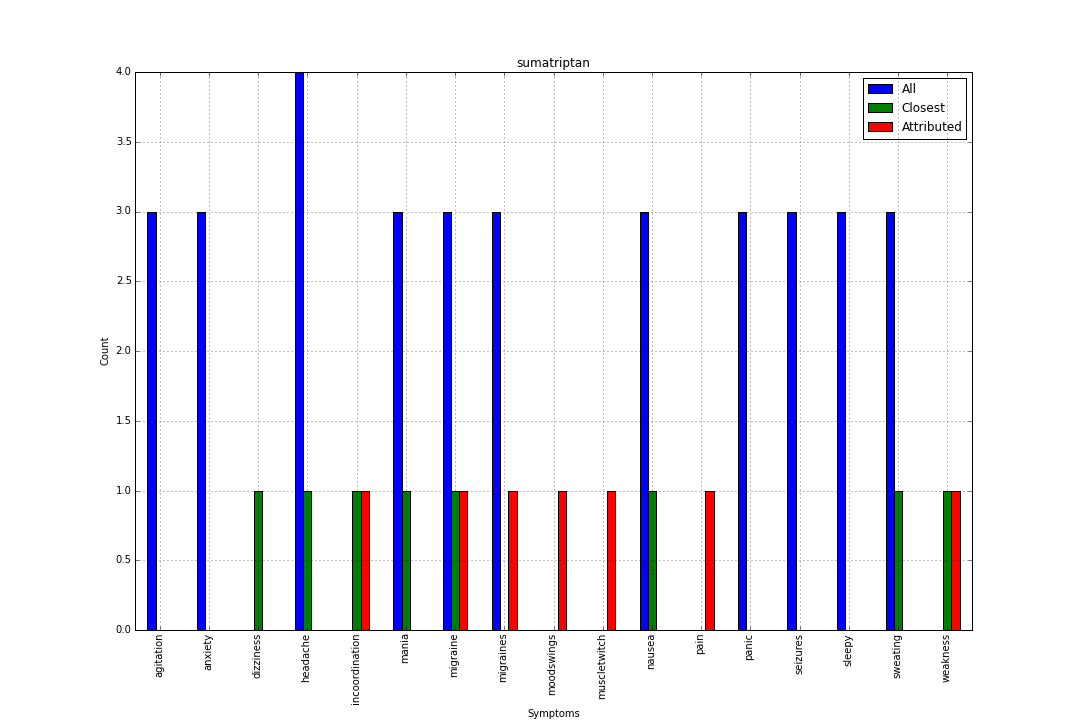 sumatriptan
All
Closest
Attributed
4.0
3.5
3.0
2.5
2.0
1.5
1.0
0.5
0.0
Count
agitation
anxiety
dizziness
headache
incoordination
mania
migraine
migraines
moodswings
muscletwitch
nausea
pain
panic
seizures
sleepy
sweating
weakness
Symptoms